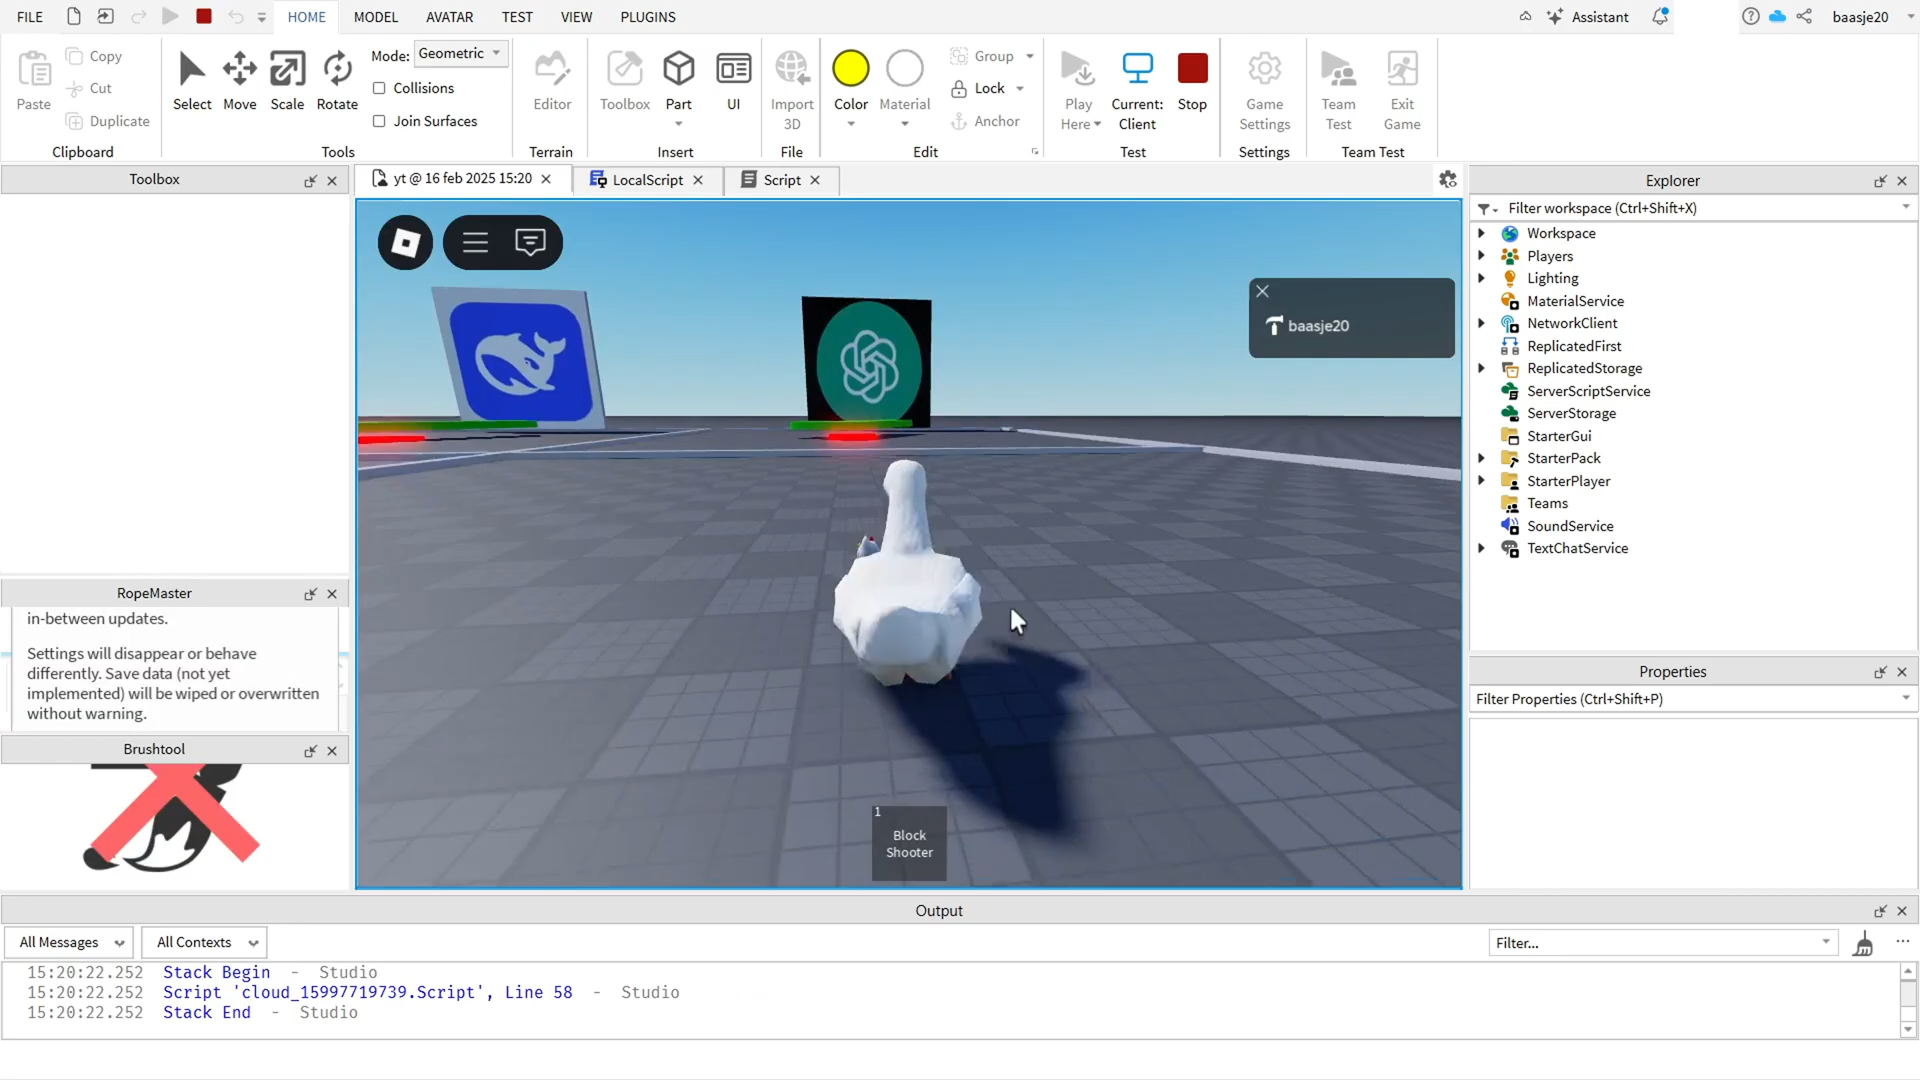 FILE HOME MODEL AVATAR TEST VIEW PLUGINS Assistant baasje20
Paste Copy Cut Duplicate
Clipboard
Select Move Scale Rotate
Mode: Geometric
Collisions
Join Surfaces
Tools
Editor
Terrain
Toolbox Part UI
Insert
Import
3D
File
Color Material
Group
Lock
Anchor
Edit
Play
Here
Current:
Client
Stop
Test
Game
Settings
Settings
Team
Test
Exit
Game
Team Test
Toolbox
yt @ 16 feb 2025 15:20
LocalScript
Script
baasje20
1
Block
Shooter
RopeMaster
in-between updates.
Settings will disappear or behave
differently. Save data (not yet
implemented) will be wiped or overwritten
without warning.
Brushtool
Explorer
Filter workspace (Ctrl+Shift+X)
Workspace
Players
Lighting
MaterialService
NetworkClient
ReplicatedFirst
ReplicatedStorage
ServerScriptService
ServerStorage
StarterGui
StarterPack
StarterPlayer
Teams
SoundService
TextChatService
Properties
Filter Properties (Ctrl+Shift+P)
Output
All Messages All Contexts Filter...
15:20:22.252 Stack Begin - Studio
15:20:22.252 Script 'cloud_15997719739.Script', Line 58 - Studio
15:20:22.252 Stack End - Studio